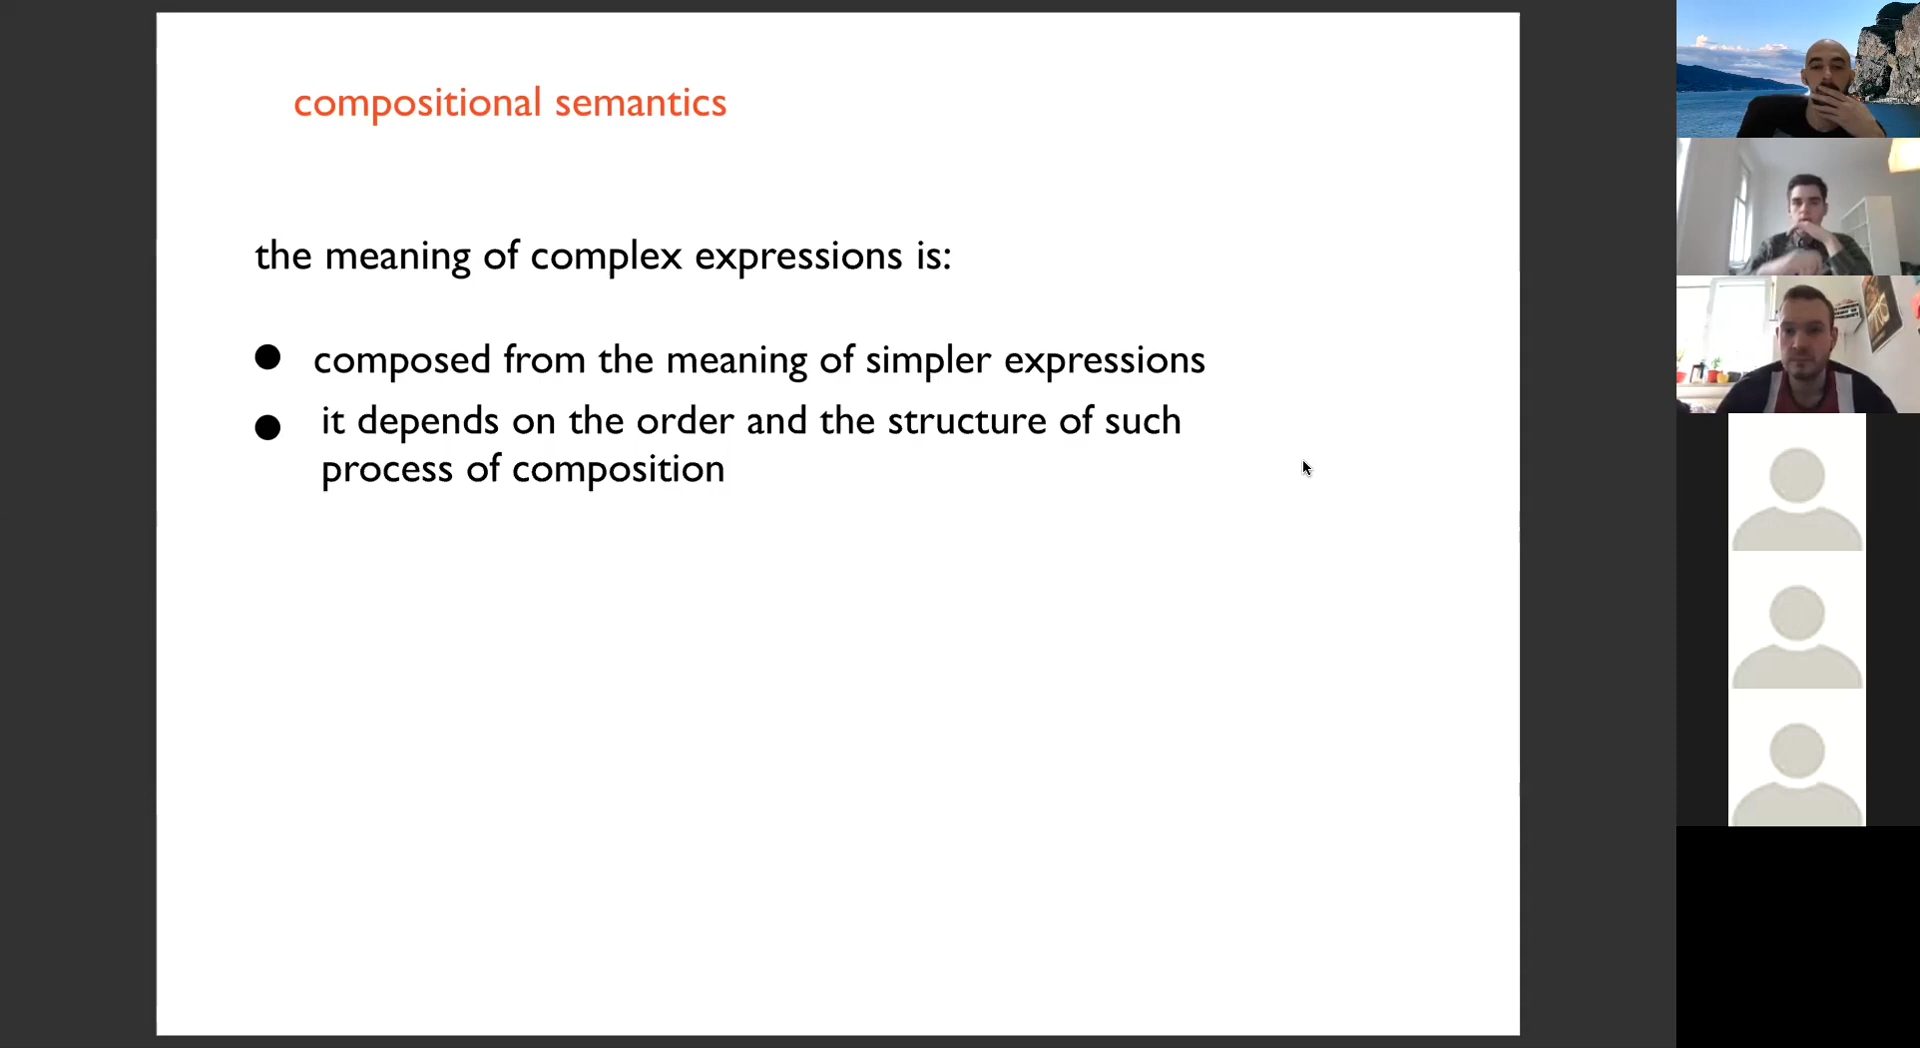 compositional semantics
the meaning of complex expressions is:
composed from the meaning of simpler expressions
it depends on the order and the structure of such
process of composition